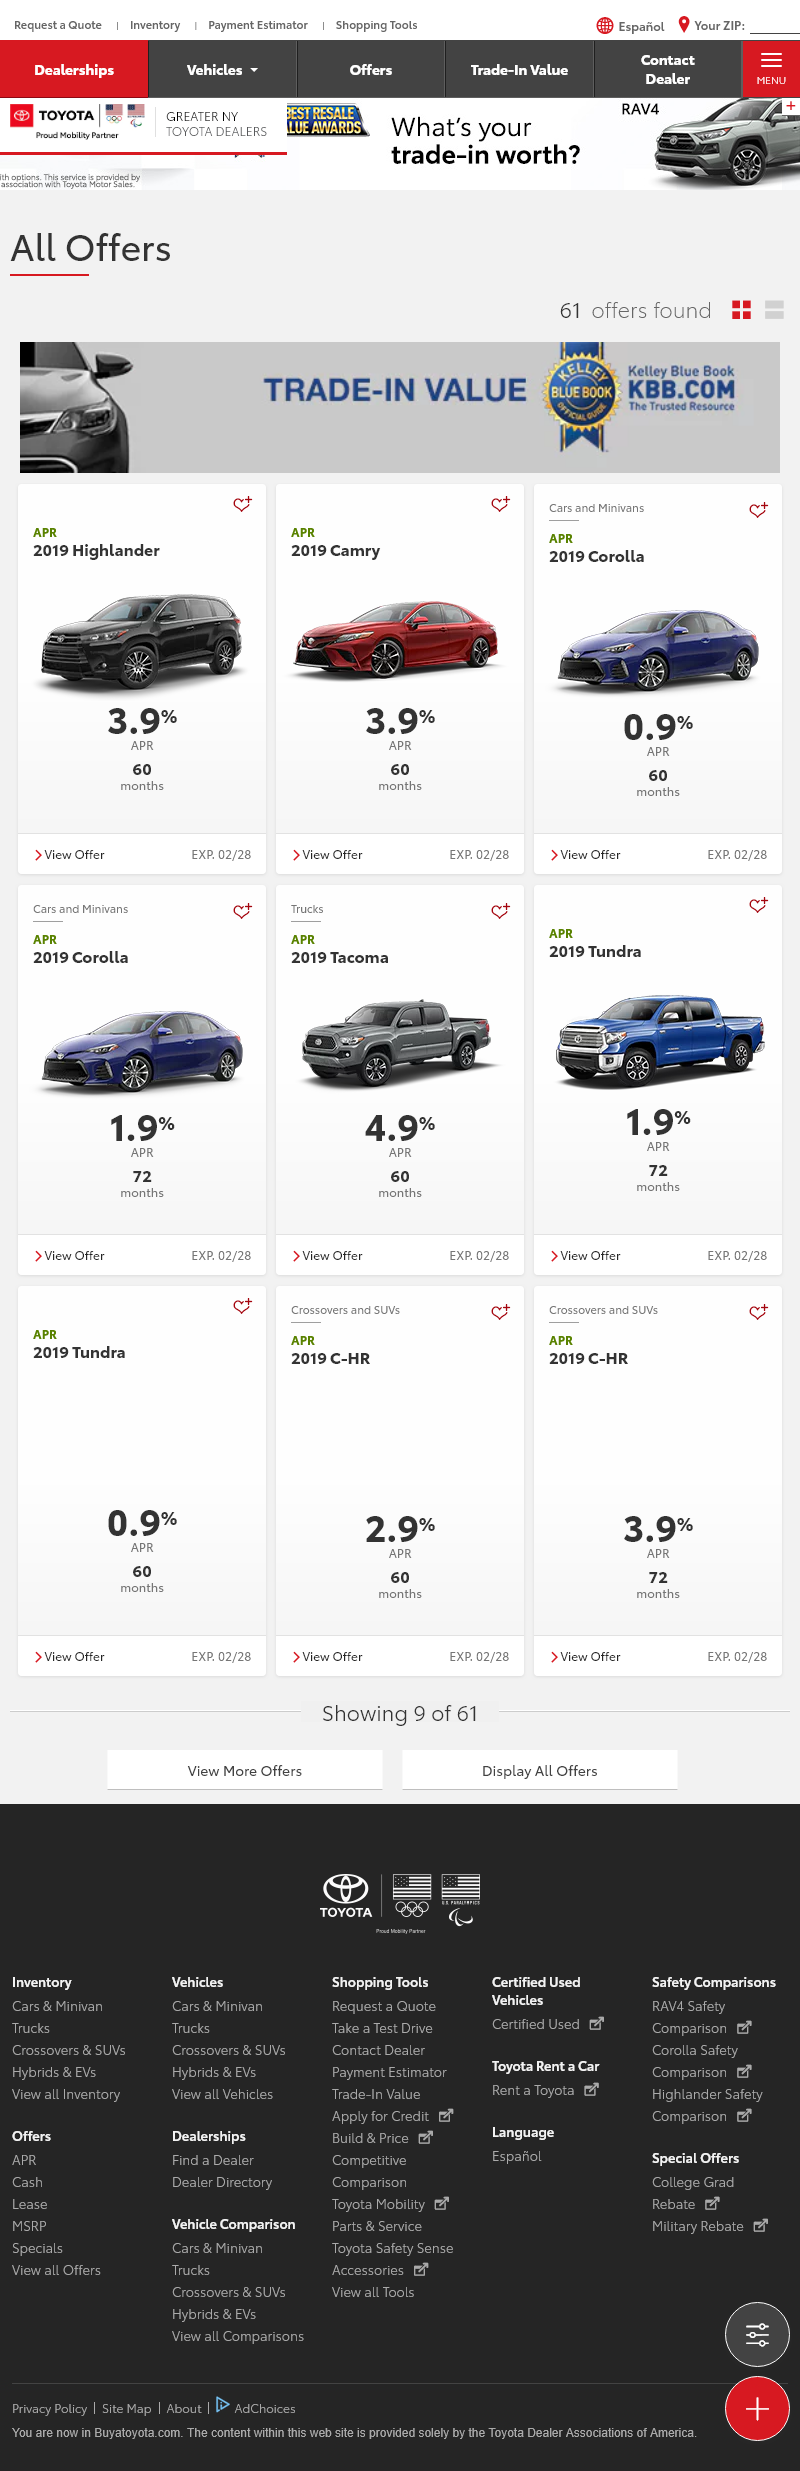 Request a Quote | Inventory | Payment Estimator | Shopping Tools
Español Your ZIP:
Dealerships Vehicles Offers Trade-In Value Contact Dealer MENU
TOYOTA
Proud Mobility Partner
GREATER NY
TOYOTA DEALERS
BEST RESALE
VALUE AWARDS
What's your
trade-in worth?
RAV4
ith options. This service is provided by
association with Toyota Motor Sales.
All Offers
61 offers found
TRADE-IN VALUE
KELLEY
BLUE BOOK
OFFICIAL GUIDE
Kelley Blue Book
KBB.COM
The Trusted Resource
APR
2019 Highlander
3.9%
APR
60
months
View Offer EXP. 02/28
APR
2019 Camry
3.9%
APR
60
months
View Offer EXP. 02/28
Cars and Minivans
APR
2019 Corolla
0.9%
APR
60
months
View Offer EXP. 02/28
Cars and Minivans
APR
2019 Corolla
1.9%
APR
72
months
View Offer EXP. 02/28
Trucks
APR
2019 Tacoma
4.9%
APR
60
months
View Offer EXP. 02/28
APR
2019 Tundra
1.9%
APR
72
months
View Offer EXP. 02/28
APR
2019 Tundra
0.9%
APR
60
months
View Offer EXP. 02/28
Crossovers and SUVs
APR
2019 C-HR
2.9%
APR
60
months
View Offer EXP. 02/28
Crossovers and SUVs
APR
2019 C-HR
3.9%
APR
72
months
View Offer EXP. 02/28
Showing 9 of 61
View More Offers
Display All Offers
TOYOTA
U.S. PARALYMPICS
Proud Mobility Partner
Inventory
Cars & Minivan
Trucks
Crossovers & SUVs
Hybrids & EVs
View all Inventory
Offers
APR
Cash
Lease
MSRP
Specials
View all Offers
Vehicles
Cars & Minivan
Trucks
Crossovers & SUVs
Hybrids & EVs
View all Vehicles
Dealerships
Find a Dealer
Dealer Directory
Vehicle Comparison
Cars & Minivan
Trucks
Crossovers & SUVs
Hybrids & EVs
View all Comparisons
Shopping Tools
Request a Quote
Take a Test Drive
Contact Dealer
Payment Estimator
Trade-In Value
Apply for Credit
Build & Price
Competitive
Comparison
Toyota Mobility
Parts & Service
Toyota Safety Sense
Accessories
View all Tools
Certified Used
Vehicles
Certified Used
Toyota Rent a Car
Rent a Toyota
Language
Español
Safety Comparisons
RAV4 Safety
Comparison
Corolla Safety
Comparison
Highlander Safety
Comparison
Special Offers
College Grad
Rebate
Military Rebate
Privacy Policy | Site Map | About | AdChoices
You are now in Buyatoyota.com. The content within this web site is provided solely by the Toyota Dealer Associations of America.